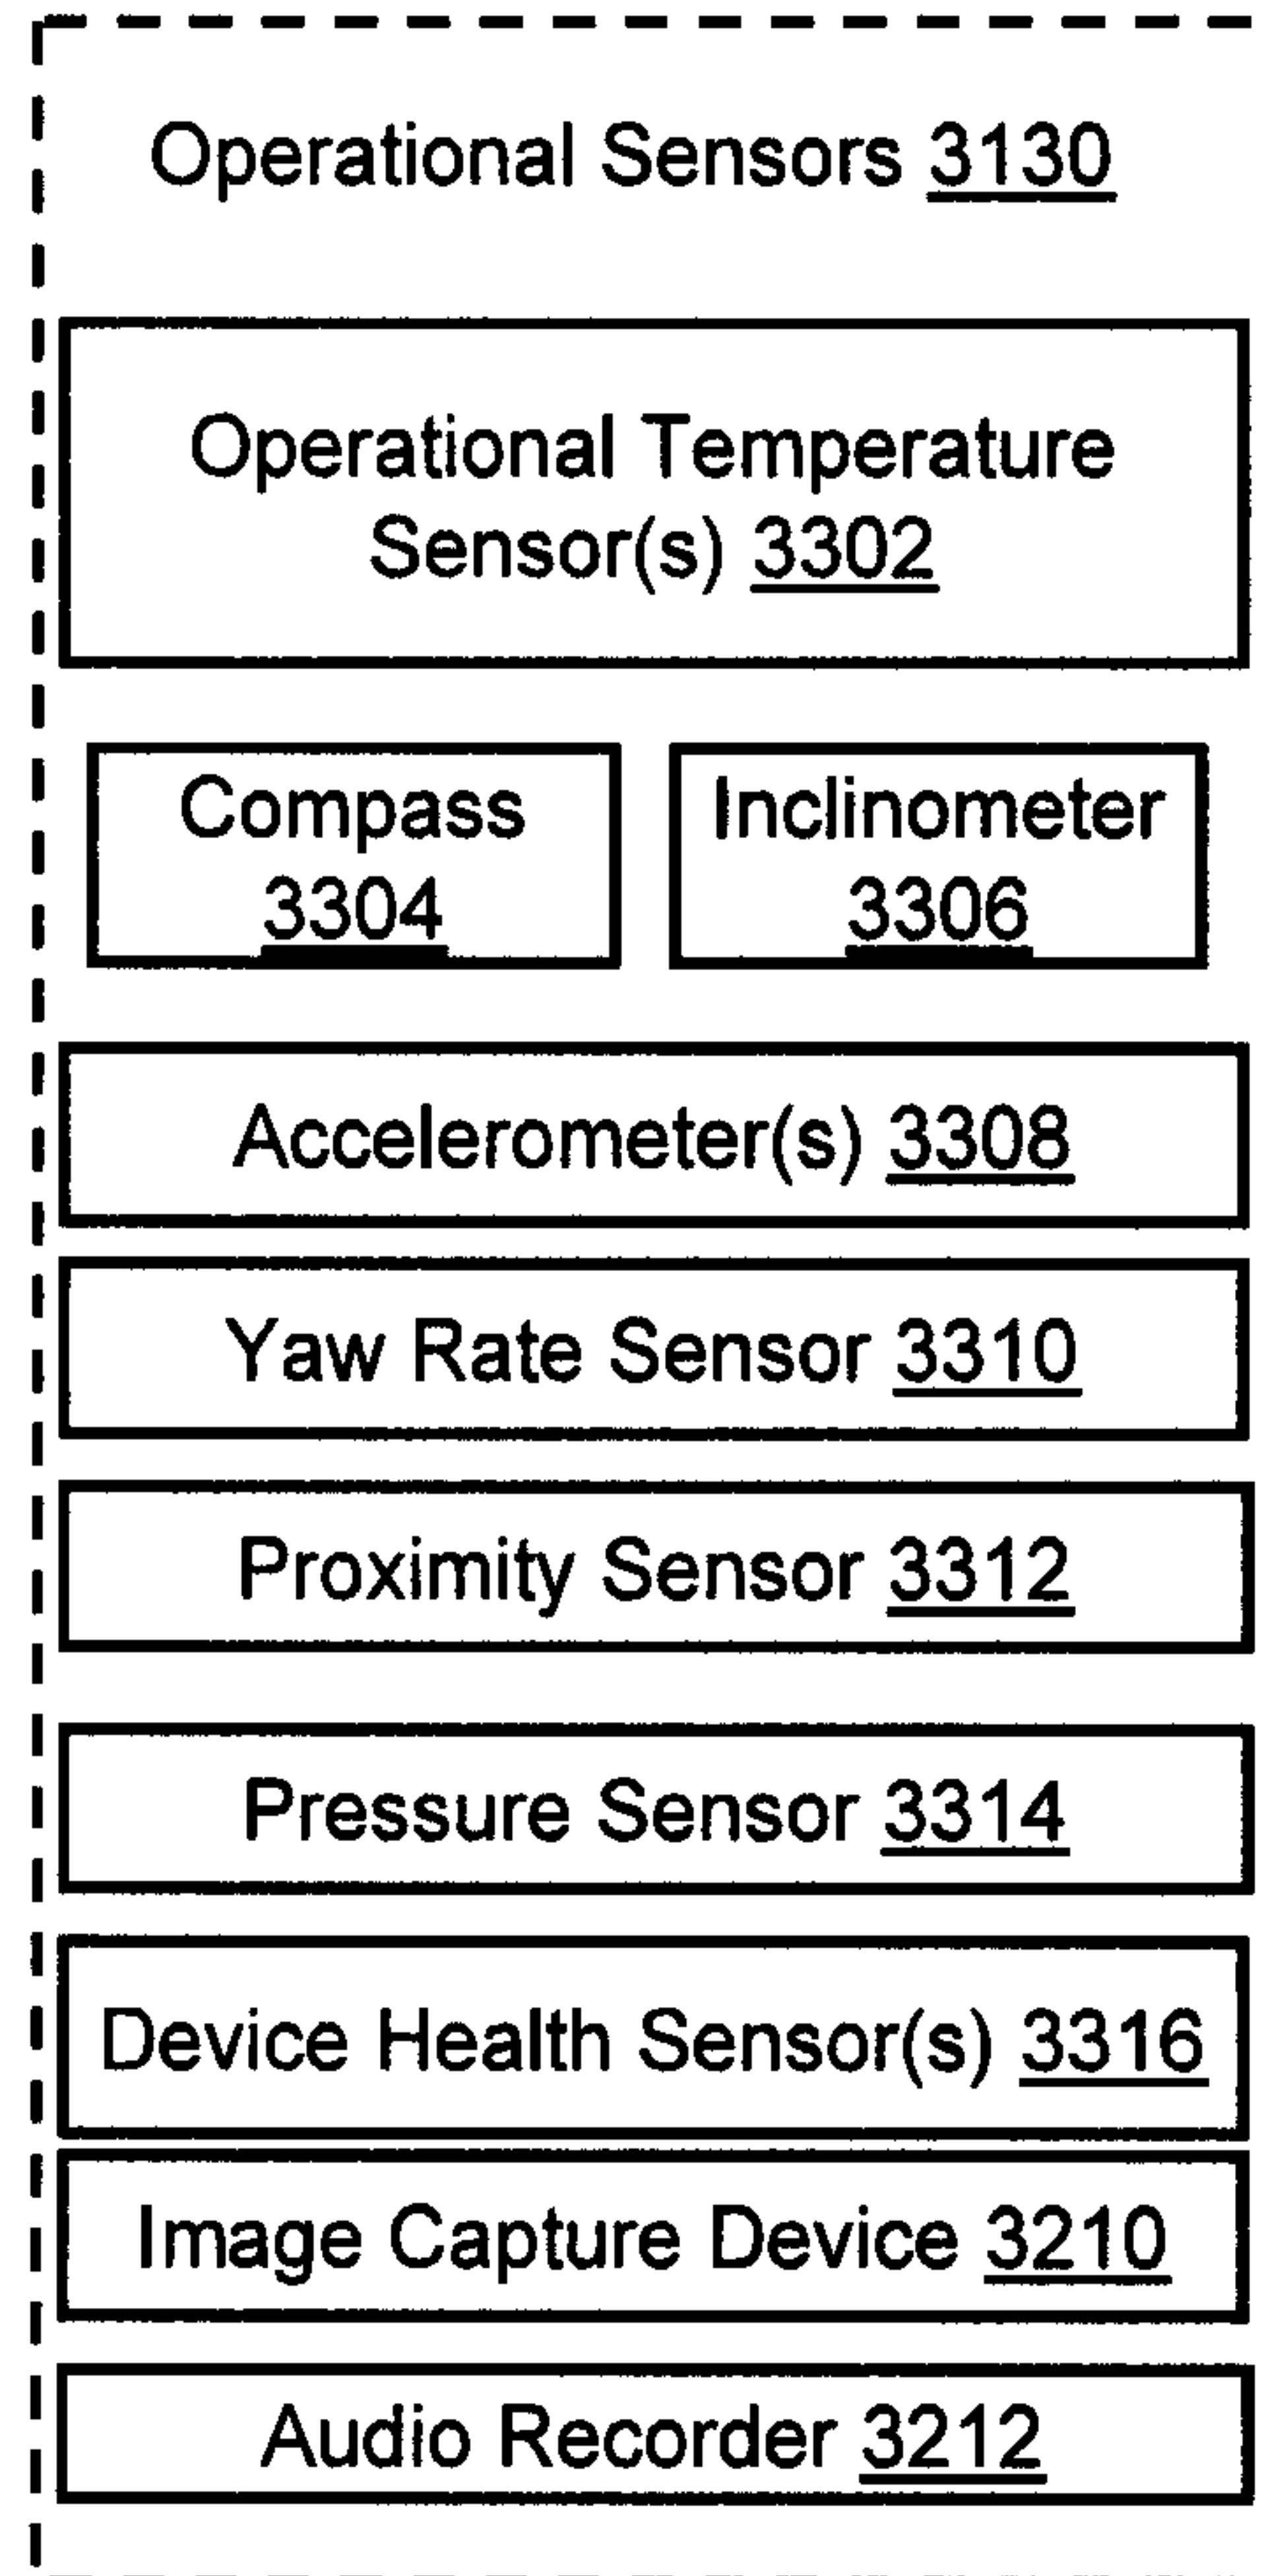 Operational Sensors 3130
Operational Temperature
Sensor(s) 3302
Compass
3304
Inclinometer
3306
Accelerometer(s) 3308
Yaw Rate Sensor 3310
Proximity Sensor 3312
Pressure Sensor 3314
Device Health Sensor(s) 3316
Image Capture Device 3210
Audio Recorder 3212